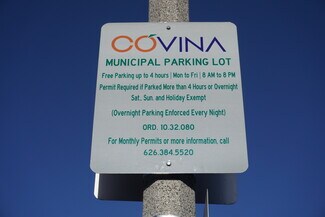 COVINA
MUNICIPAL PARKING LOT
Free Parking up to 4 hours | Mon to Fri | 8 AM to 8 PM
Permit Required if Parked More than 4 Hours or Overnight
Sat., Sun. and Holiday Exempt
(Overnight Parking Enforced Every Night)
ORD. 10.32.080
For Monthly Permits or more information, call
626.384.5520